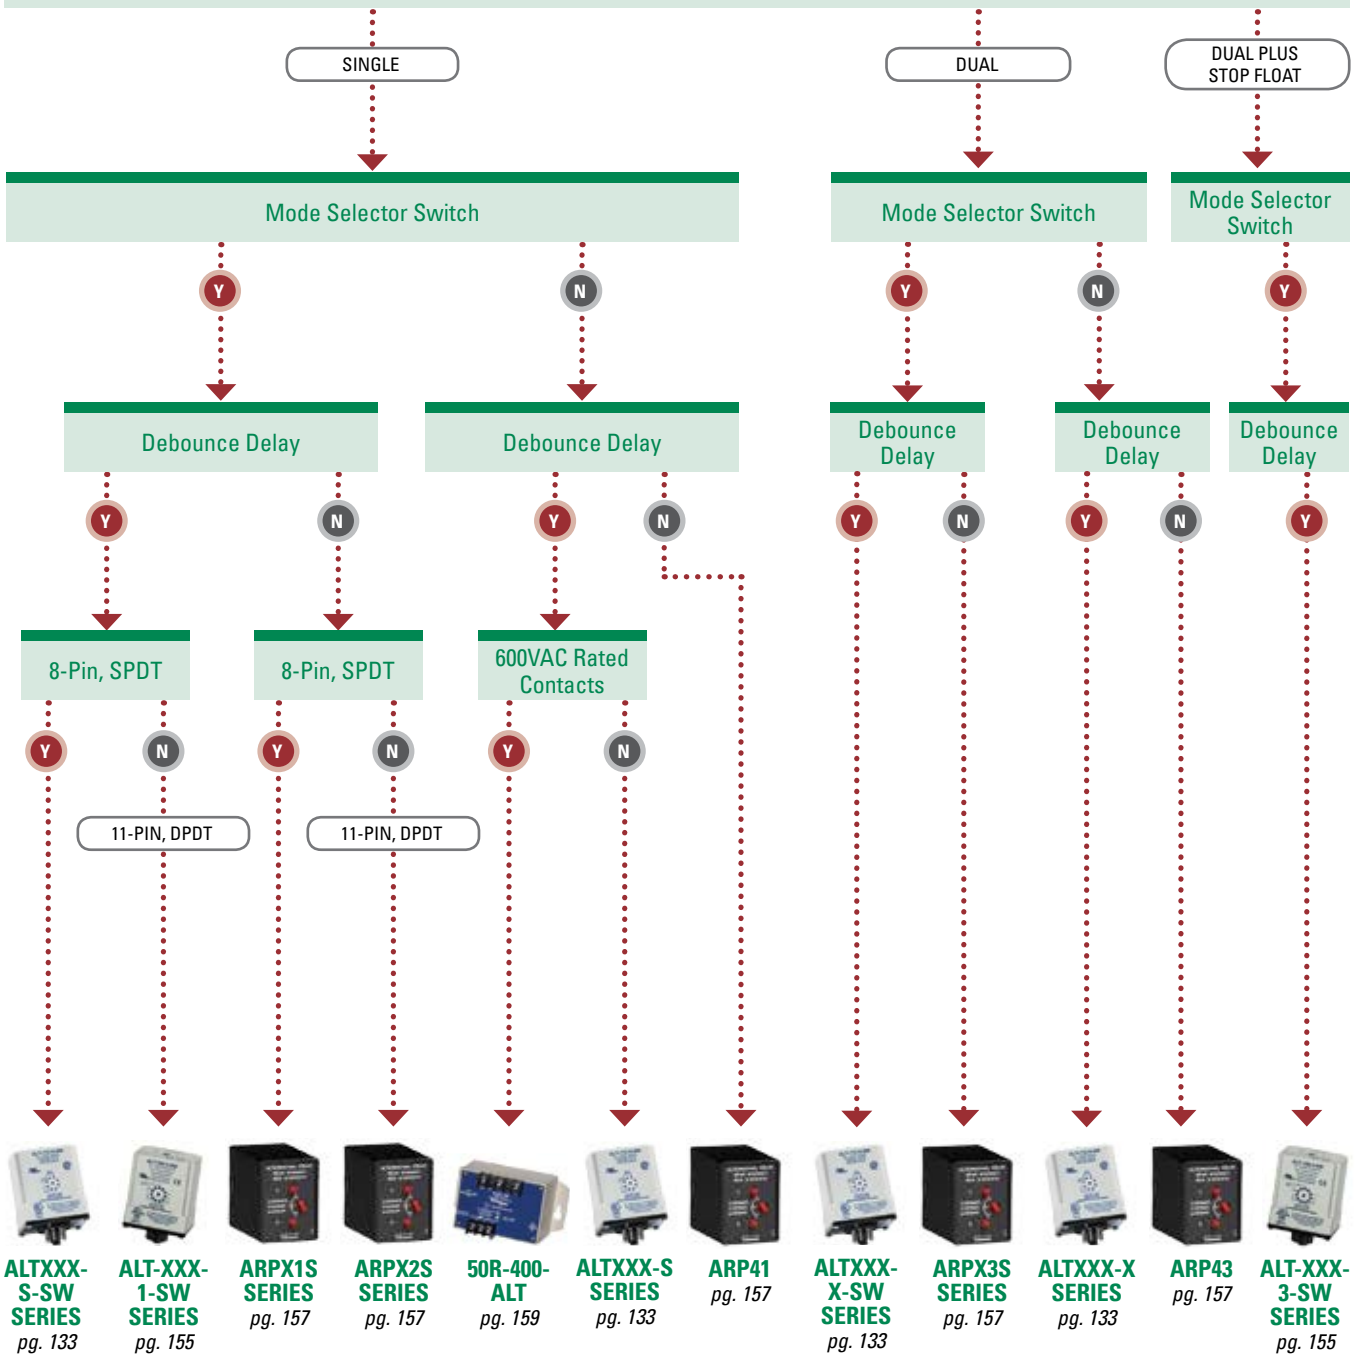 SINGLE
DUAL
DUAL PLUS
STOP FLOAT
Mode Selector Switch
Mode Selector Switch
Mode Selector
Switch
Y
N
Y
N
Y
Debounce Delay
Debounce Delay
Debounce
Delay
Debounce
Delay
Debounce
Delay
Y
N
Y
N
Y
N
Y
N
Y
8-Pin, SPDT
8-Pin, SPDT
600VAC Rated
Contacts
Y
N
Y
N
Y
N
11-PIN, DPDT
11-PIN, DPDT
ALTXXX-
S-SW
SERIES
pg. 133
ALT-XXX-
1-SW
SERIES
pg. 155
ARPX1S
SERIES
pg. 157
ARPX2S
SERIES
pg. 157
50R-400-
ALT
pg. 159
ALTXXX-S
SERIES
pg. 133
ARP41
pg. 157
ALTXXX-
X-SW
SERIES
pg. 133
ARPX3S
SERIES
pg. 157
ALTXXX-X
SERIES
pg. 133
ARP43
pg. 157
ALT-XXX-
3-SW
SERIES
pg. 155